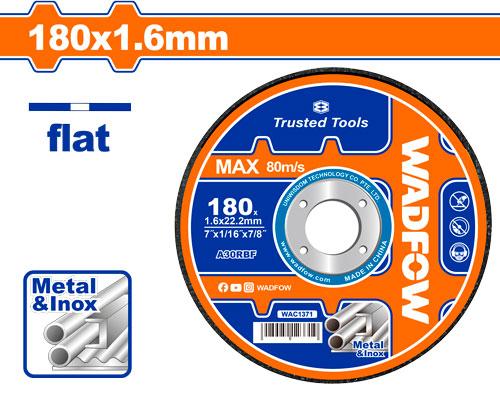 180x1.6mm
flat
Metal
&Inox
Trusted Tools
MAX 80m/s
180x
1.6x22.2mm
7"x1/16"x7/8"
A30RBF
WADFOW
WAC1371
Metal
&Inox
WADFOW
UNIWISDOM TECHNOLOGY CO. PTE. LTD.
www.wadfow.com
MADE IN CHINA